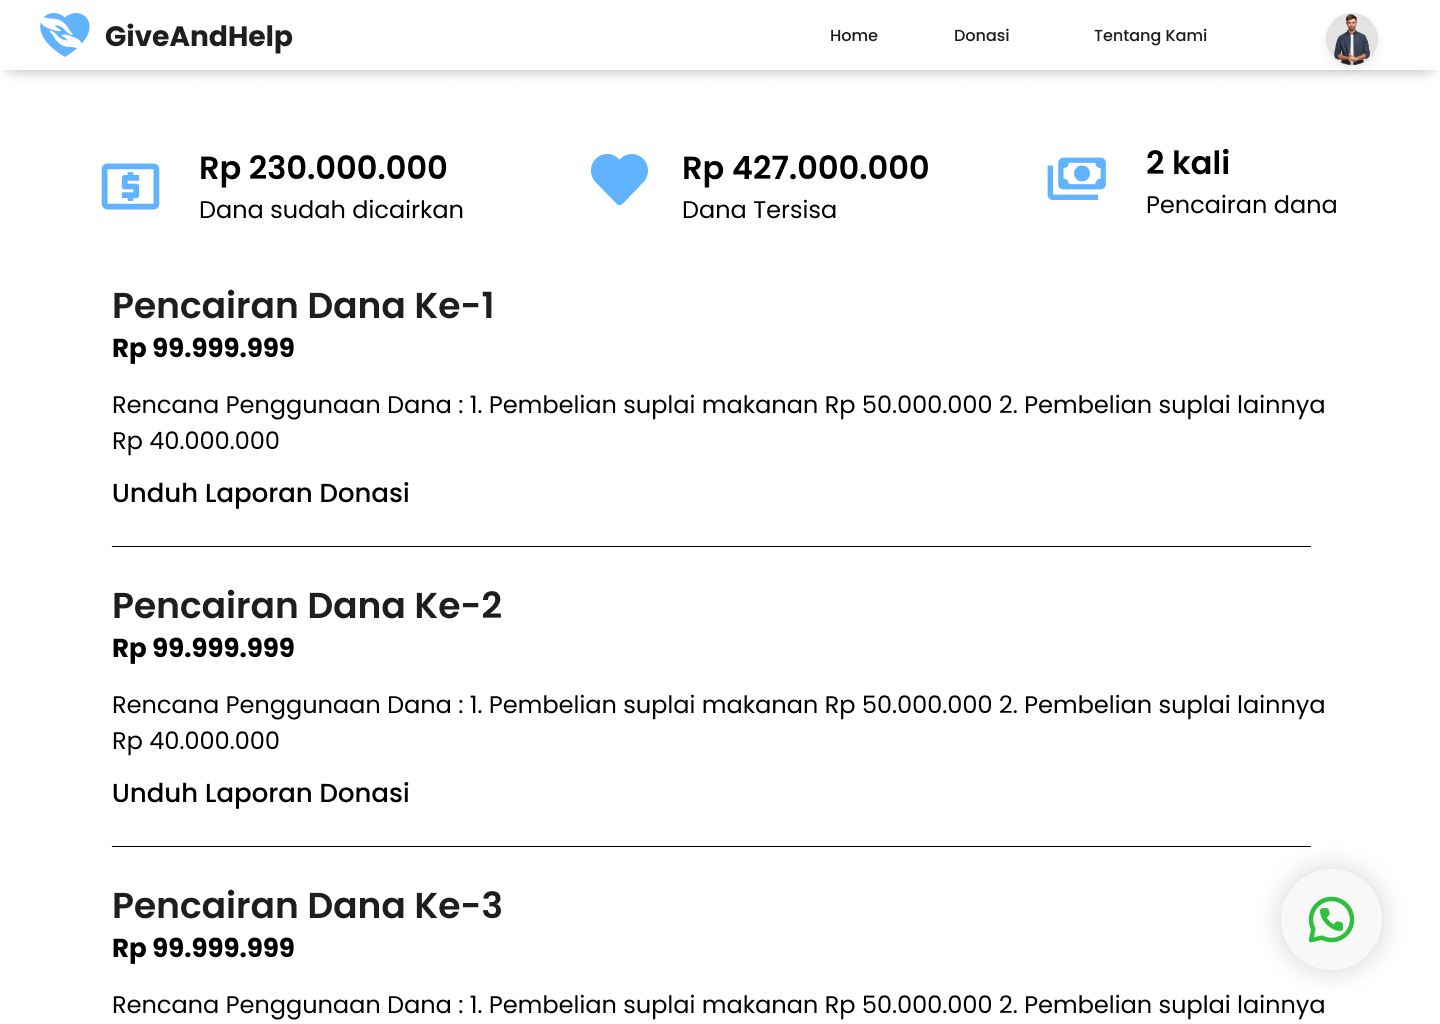 GiveAndHelp
Home
Donasi
Tentang Kami
Rp 230.000.000
Dana sudah dicairkan
Rp 427.000.000
Dana Tersisa
2 kali
Pencairan dana
Pencairan Dana Ke-1
Rp 99.999.999
Rencana Penggunaan Dana : 1. Pembelian suplai makanan Rp 50.000.000 2. Pembelian suplai lainnya
Rp 40.000.000
Unduh Laporan Donasi
Pencairan Dana Ke-2
Rp 99.999.999
Rencana Penggunaan Dana : 1. Pembelian suplai makanan Rp 50.000.000 2. Pembelian suplai lainnya
Rp 40.000.000
Unduh Laporan Donasi
Pencairan Dana Ke-3
Rp 99.999.999
Rencana Penggunaan Dana : 1. Pembelian suplai makanan Rp 50.000.000 2. Pembelian suplai lainnya